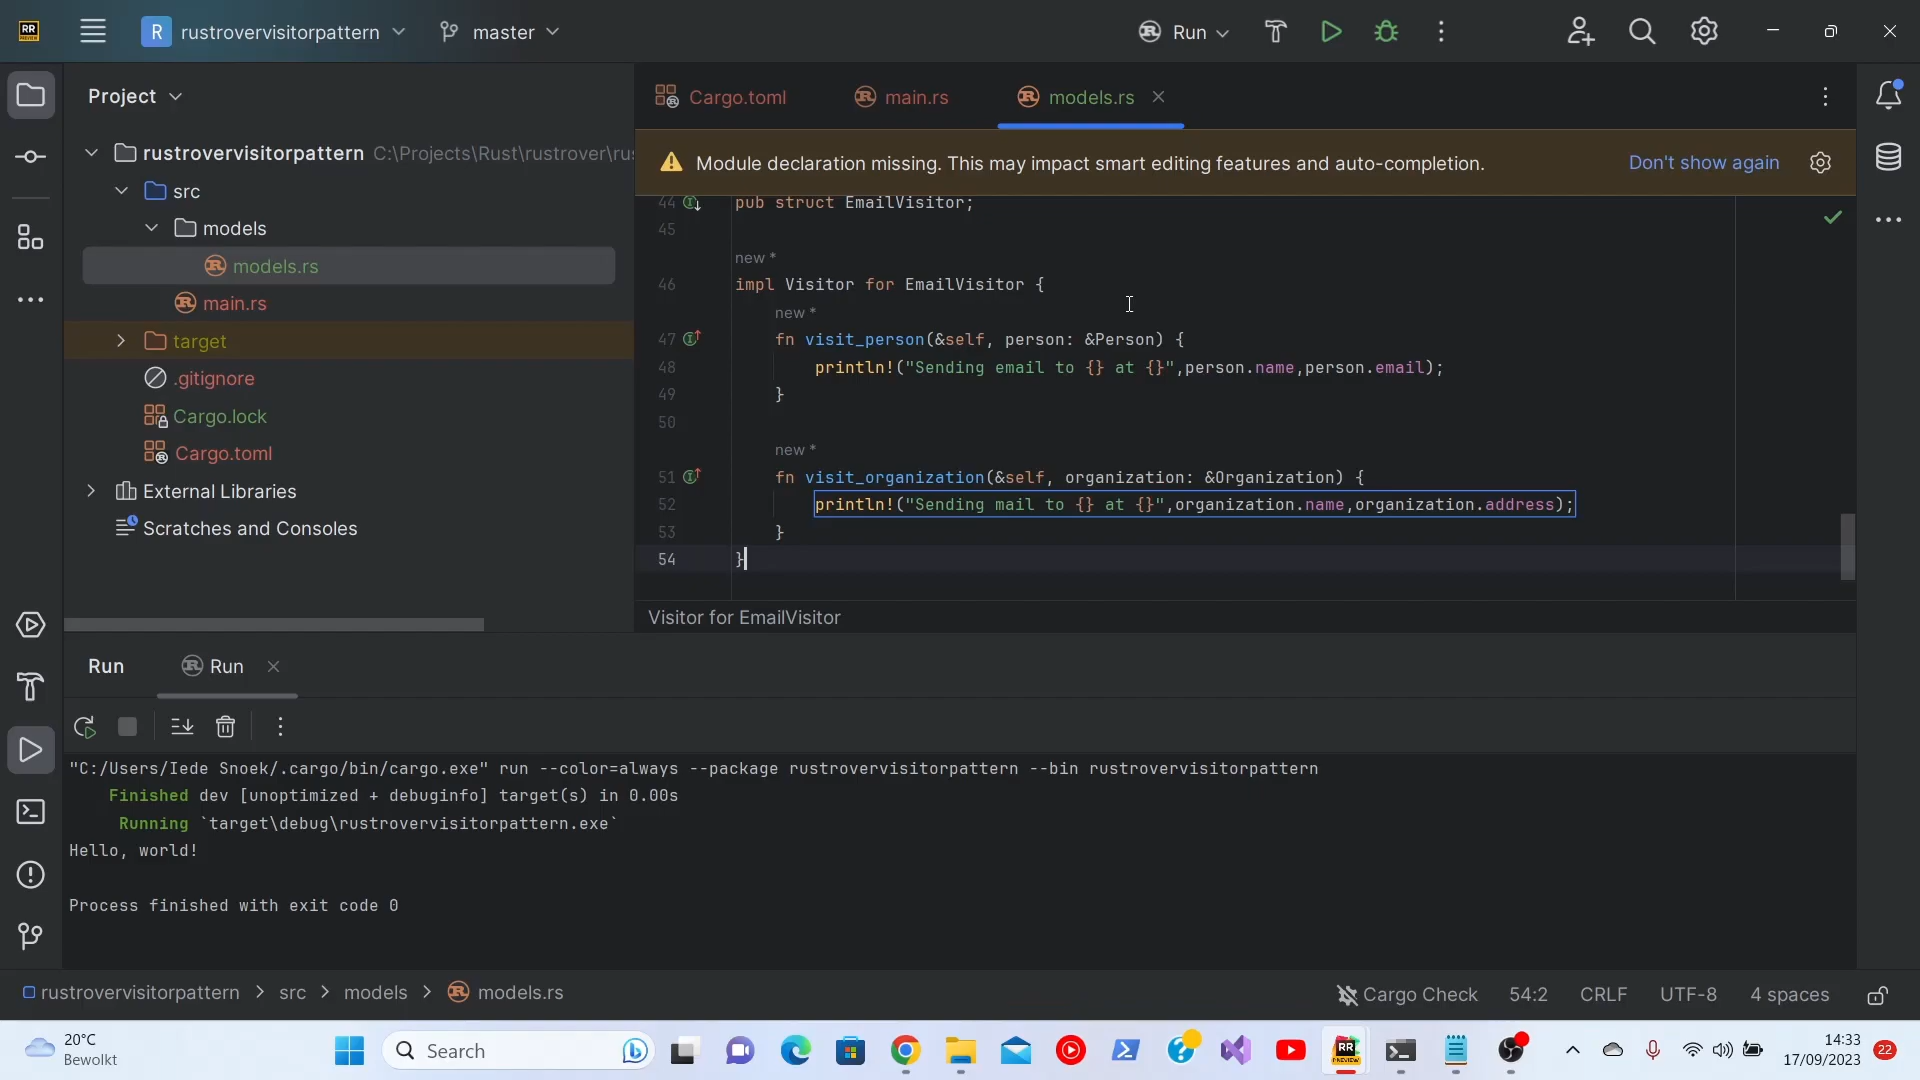 RR
PREVIEW
R rustrovervisitorpattern
master
Run
Project
Cargo.toml
main.rs
models.rs
rustrovervisitorpattern C:\Projects\Rust\rustrover\ru
src
models
models.rs
main.rs
target
.gitignore
Cargo.lock
Cargo.toml
External Libraries
Scratches and Consoles
Module declaration missing. This may impact smart editing features and auto-completion.
Don't show again
44 pub struct EmailVisitor;
45
new *
46 impl Visitor for EmailVisitor {
new *
47 fn visit_person(&self, person: &Person) {
48 println!("Sending email to {} at {}",person.name,person.email);
49 }
50
new *
51 fn visit_organization(&self, organization: &Organization) {
52 println!("Sending mail to {} at {}",organization.name,organization.address);
53 }
54 }
Visitor for EmailVisitor
Run
Run
"C:/Users/Iede Snoek/.cargo/bin/cargo.exe" run --color=always --package rustrovervisitorpattern --bin rustrovervisitorpattern
Finished dev [unoptimized + debuginfo] target(s) in 0.00s
Running `target\debug\rustrovervisitorpattern.exe`
Hello, world!
Process finished with exit code 0
rustrovervisitorpattern > src > models > models.rs
Cargo Check
54:2
CRLF
UTF-8
4 spaces
20°C
Bewolkt
Search
RR
PREVIEW
14:33
17/09/2023
22